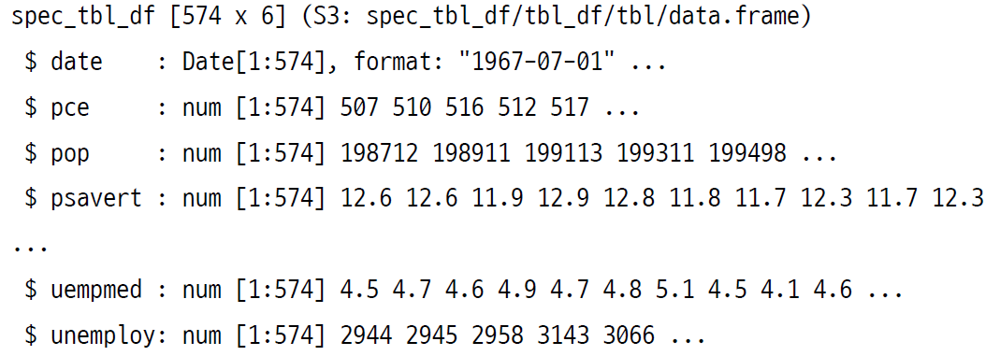 spec_tbl_df [574 x 6] (S3: spec_tbl_df/tbl_df/tbl/data.frame)
$ date    : Date[1:574], format: "1967-07-01" ...
$ pce     : num [1:574] 507 510 516 512 517 ...
$ pop     : num [1:574] 198712 198911 199113 199311 199498 ...
$ psavert : num [1:574] 12.6 12.6 11.9 12.9 12.8 11.8 11.7 12.3 11.7 12.3
...
$ uempmed : num [1:574] 4.5 4.7 4.6 4.9 4.7 4.8 5.1 4.5 4.1 4.6 ...
$ unemploy: num [1:574] 2944 2945 2958 3143 3066 ...